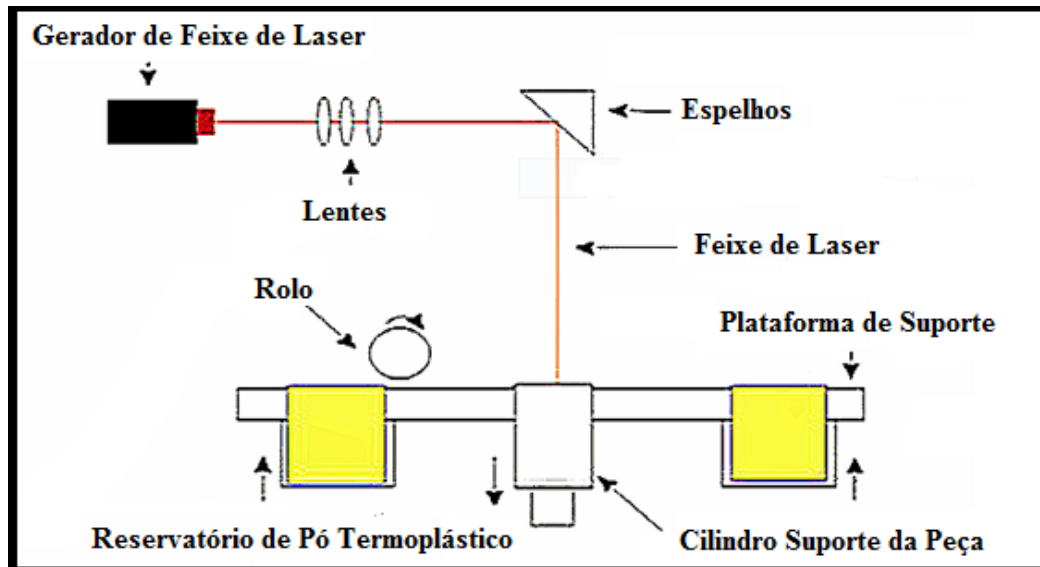 Gerador de Feixe de Laser
Espelhos
Lentes
Feixe de Laser
Rolo
Plataforma de Suporte
Reservatório de Pó Termoplástico
Cilindro Suporte da Peça